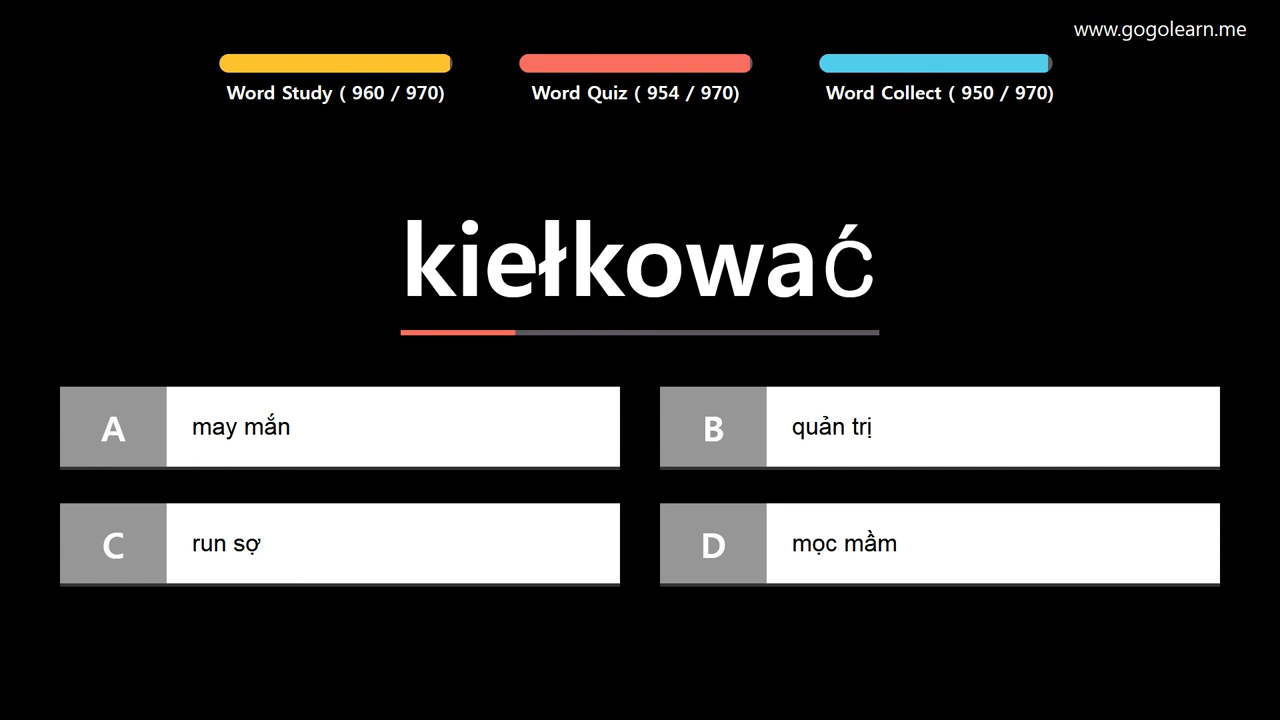 www.gogolearn.me
Word Study ( 960 / 970)
Word Quiz ( 954 / 970)
Word Collect ( 950 / 970)
kiełkować
A may mắn
B quản trị
C run sợ
D mọc mầm